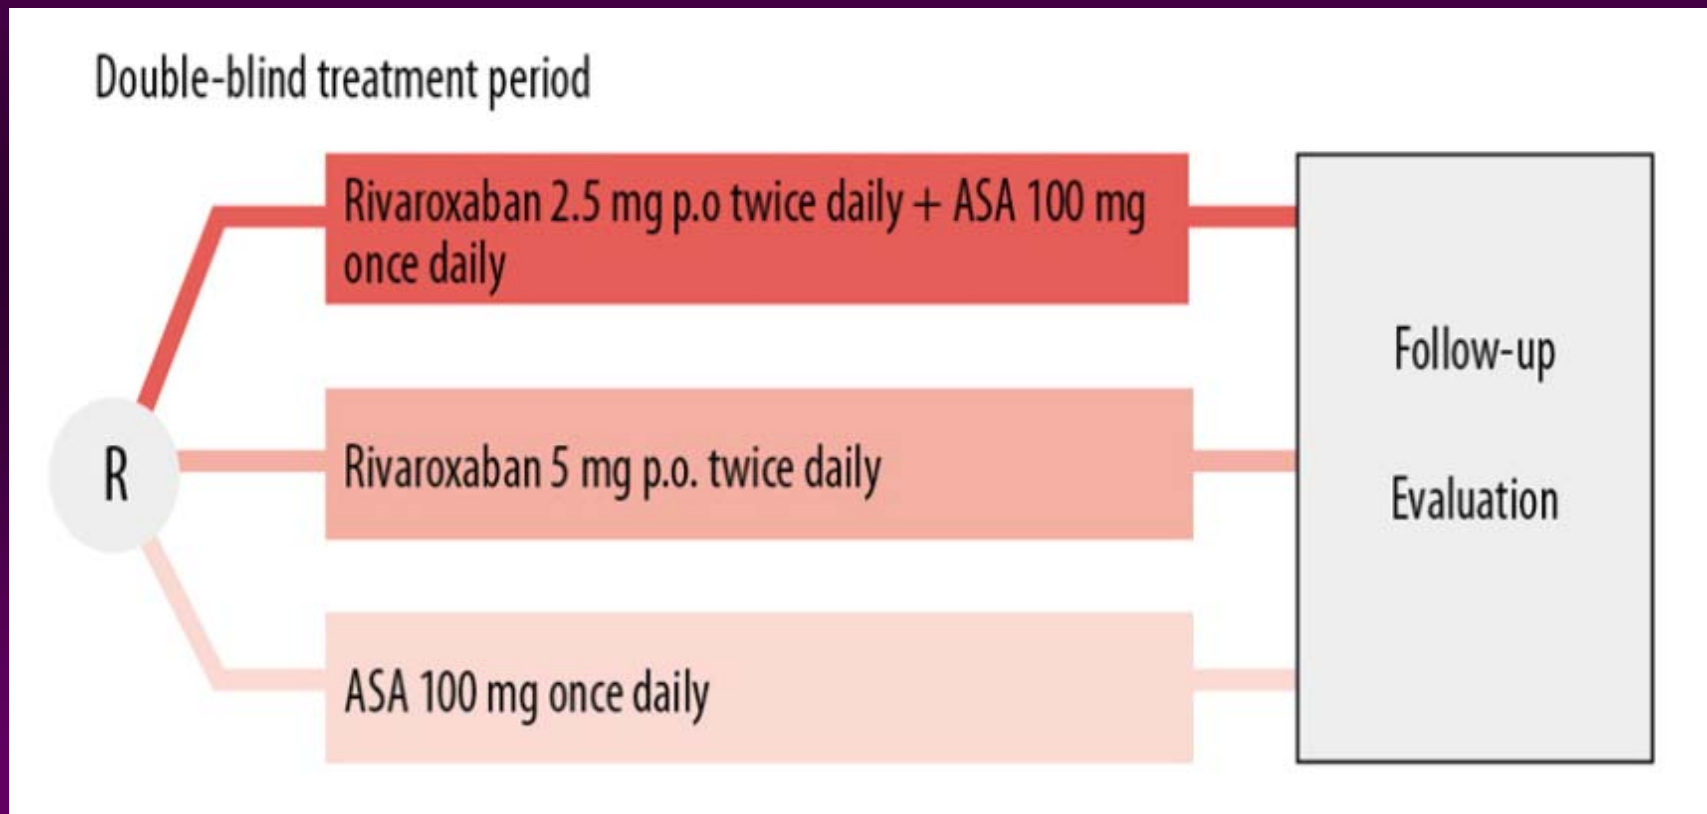 Double-blind treatment period
Rivaroxaban 2.5 mg p.o twice daily + ASA 100 mg
once daily
R
Rivaroxaban 5 mg p.o. twice daily
ASA 100 mg once daily
Follow-up
Evaluation